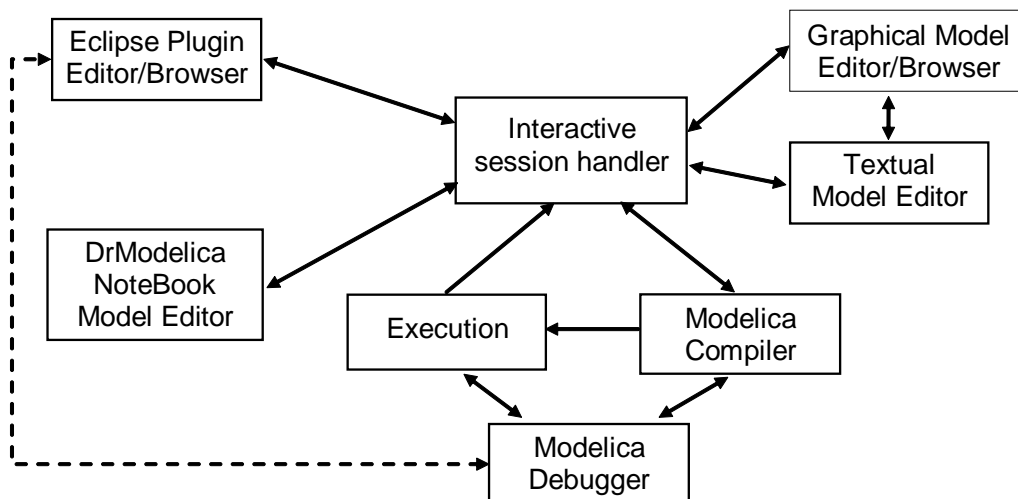 Eclipse Plugin
Editor/Browser
Graphical Model
Editor/Browser
Interactive
session handler
Textual
Model Editor
DrModelica
NoteBook
Model Editor
Execution
Modelica
Compiler
Modelica
Debugger